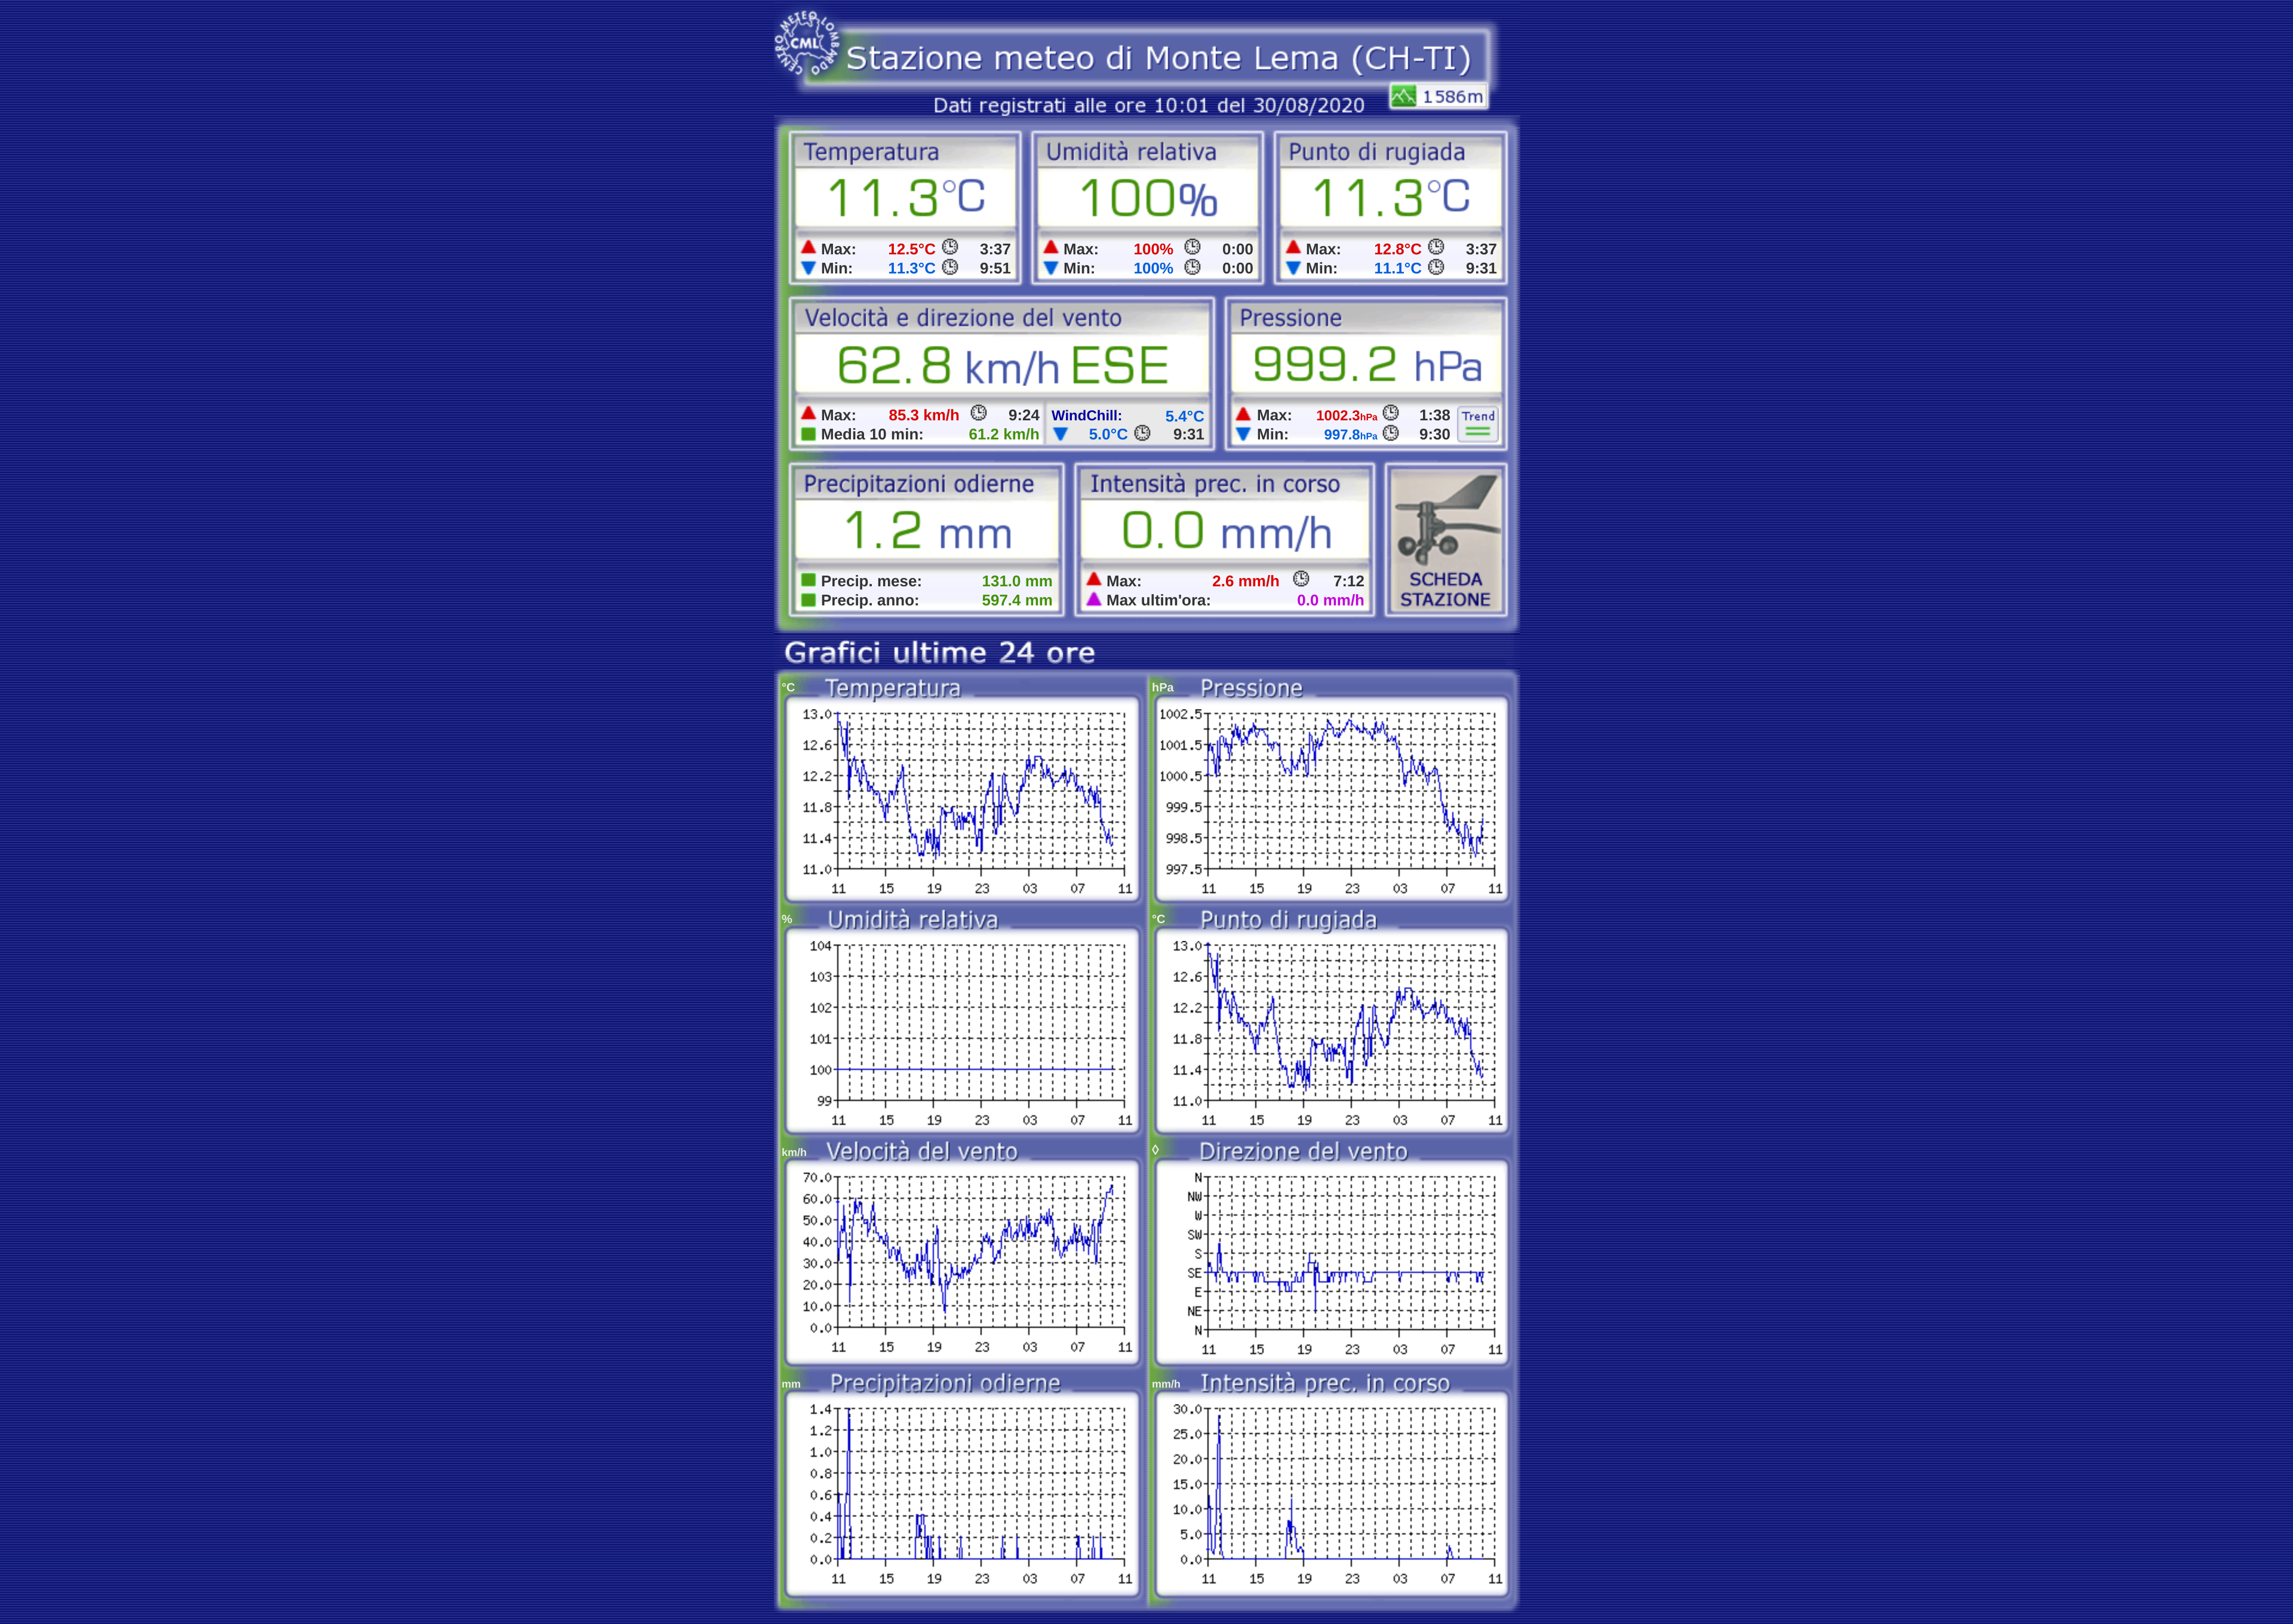 CENTRO METEO LOMBARDO
CML
Stazione meteo di Monte Lema (CH-TI)
Dati registrati alle ore 10:01 del 30/08/2020
1586m
Temperatura
11.3°C
Max: 12.5°C 3:37
Min: 11.3°C 9:51
Umidità relativa
100%
Max: 100% 0:00
Min: 100% 0:00
Punto di rugiada
11.3°C
Max: 12.8°C 3:37
Min: 11.1°C 9:31
Velocità e direzione del vento
62.8 km/h ESE
Max: 85.3 km/h 9:24
Media 10 min: 61.2 km/h
WindChill: 5.4°C
5.0°C 9:31
Pressione
999.2 hPa
Max: 1002.3hPa 1:38
Min: 997.8hPa 9:30
Trend
Precipitazioni odierne
1.2 mm
Precip. mese: 131.0 mm
Precip. anno: 597.4 mm
Intensità prec. in corso
0.0 mm/h
Max: 2.6 mm/h 7:12
Max ultim'ora: 0.0 mm/h
SCHEDA
STAZIONE
Grafici ultime 24 ore
°C Temperatura
13.0
12.6
12.2
11.8
11.4
11.0
11 15 19 23 03 07 11
hPa Pressione
1002.5
1001.5
1000.5
999.5
998.5
997.5
11 15 19 23 03 07 11
% Umidità relativa
104
103
102
101
100
99
11 15 19 23 03 07 11
°C Punto di rugiada
13.0
12.6
12.2
11.8
11.4
11.0
11 15 19 23 03 07 11
km/h Velocità del vento
70.0
60.0
50.0
40.0
30.0
20.0
10.0
0.0
11 15 19 23 03 07 11
◊ Direzione del vento
N
NW
W
SW
S
SE
E
NE
N
11 15 19 23 03 07 11
mm Precipitazioni odierne
1.4
1.2
1.0
0.8
0.6
0.4
0.2
0.0
11 15 19 23 03 07 11
mm/h Intensità prec. in corso
30.0
25.0
20.0
15.0
10.0
5.0
0.0
11 15 19 23 03 07 11